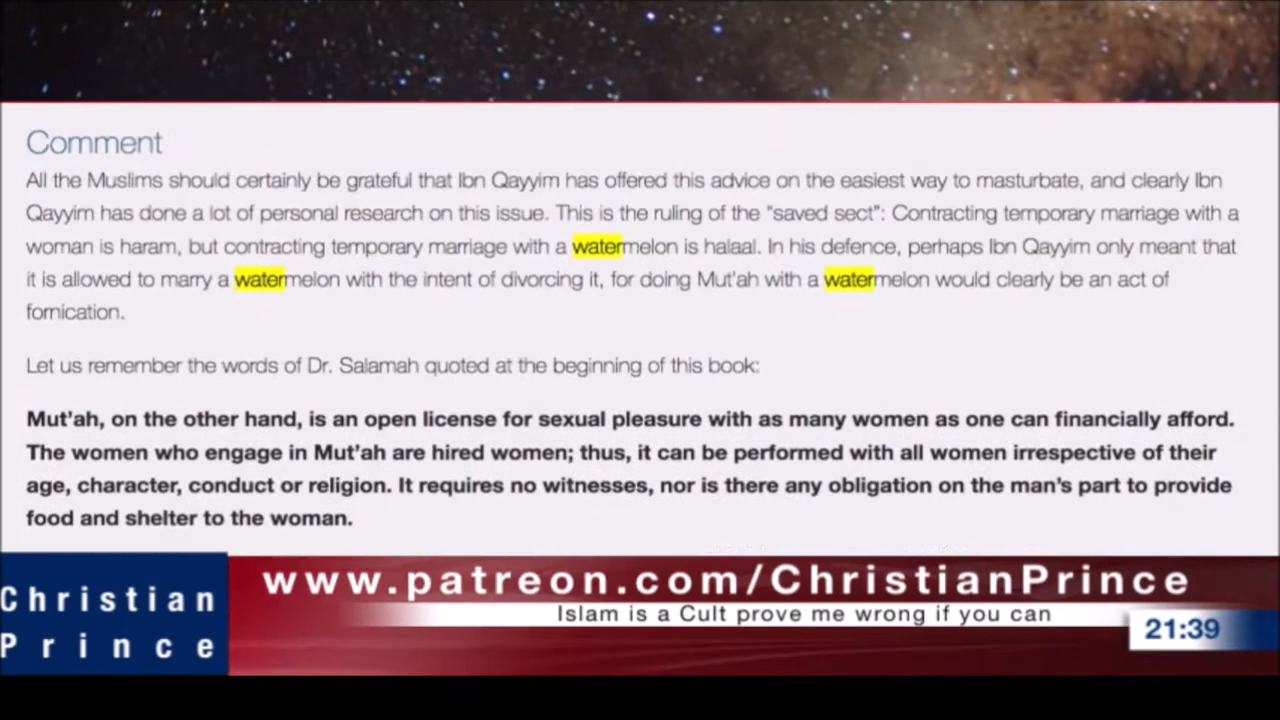 Comment
All the Muslims should certainly be grateful that Ibn Qayyim has offered this advice on the easiest way to masturbate, and clearly Ibn
Qayyim has done a lot of personal research on this issue. This is the ruling of the “saved sect”: Contracting temporary marriage with a
woman is haram, but contracting temporary marriage with a watermelon is halaal. In his defence, perhaps Ibn Qayyim only meant that
it is allowed to marry a watermelon with the intent of divorcing it, for doing Mut’ah with a watermelon would clearly be an act of
fornication.
Let us remember the words of Dr. Salamah quoted at the beginning of this book:
Mut’ah, on the other hand, is an open license for sexual pleasure with as many women as one can financially afford.
The women who engage in Mut’ah are hired women; thus, it can be performed with all women irrespective of their
age, character, conduct or religion. It requires no witnesses, nor is there any obligation on the man’s part to provide
food and shelter to the woman.
www.patreon.com/ChristianPrince
Islam is a Cult prove me wrong if you can
Christian
Prince
21:39